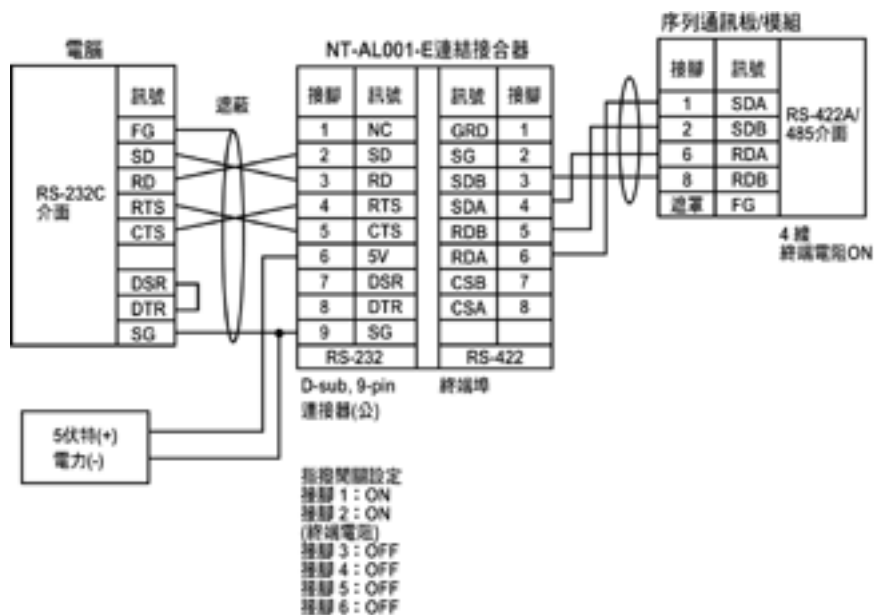 電腦
RS-232C
介面
訊號
FG
SD
RD
RTS
CTS
DSR
DTR
SG
遮蔽
NT-AL001-E連結接合器
接腳 訊號 訊號 接腳
1 NC GRD 1
2 SD SG 2
3 RD SDB 3
4 RTS SDA 4
5 CTS RDB 5
6 5V RDA 6
7 DSR CSB 7
8 DTR CSA 8
9 SG
RS-232 RS-422
D-sub, 9-pin 終端埠
連接器(公)
序列通訊板/模組
接腳 訊號
1 SDA
2 SDB
6 RDA
8 RDB
遮罩 FG
RS-422A/
485介面
4 線
終端電阻ON
5伏特(+)
電力(-)
指撥開關設定
接腳 1：ON
接腳 2：ON
(終端電阻)
接腳 3：OFF
接腳 4：OFF
接腳 5：OFF
接腳 6：OFF